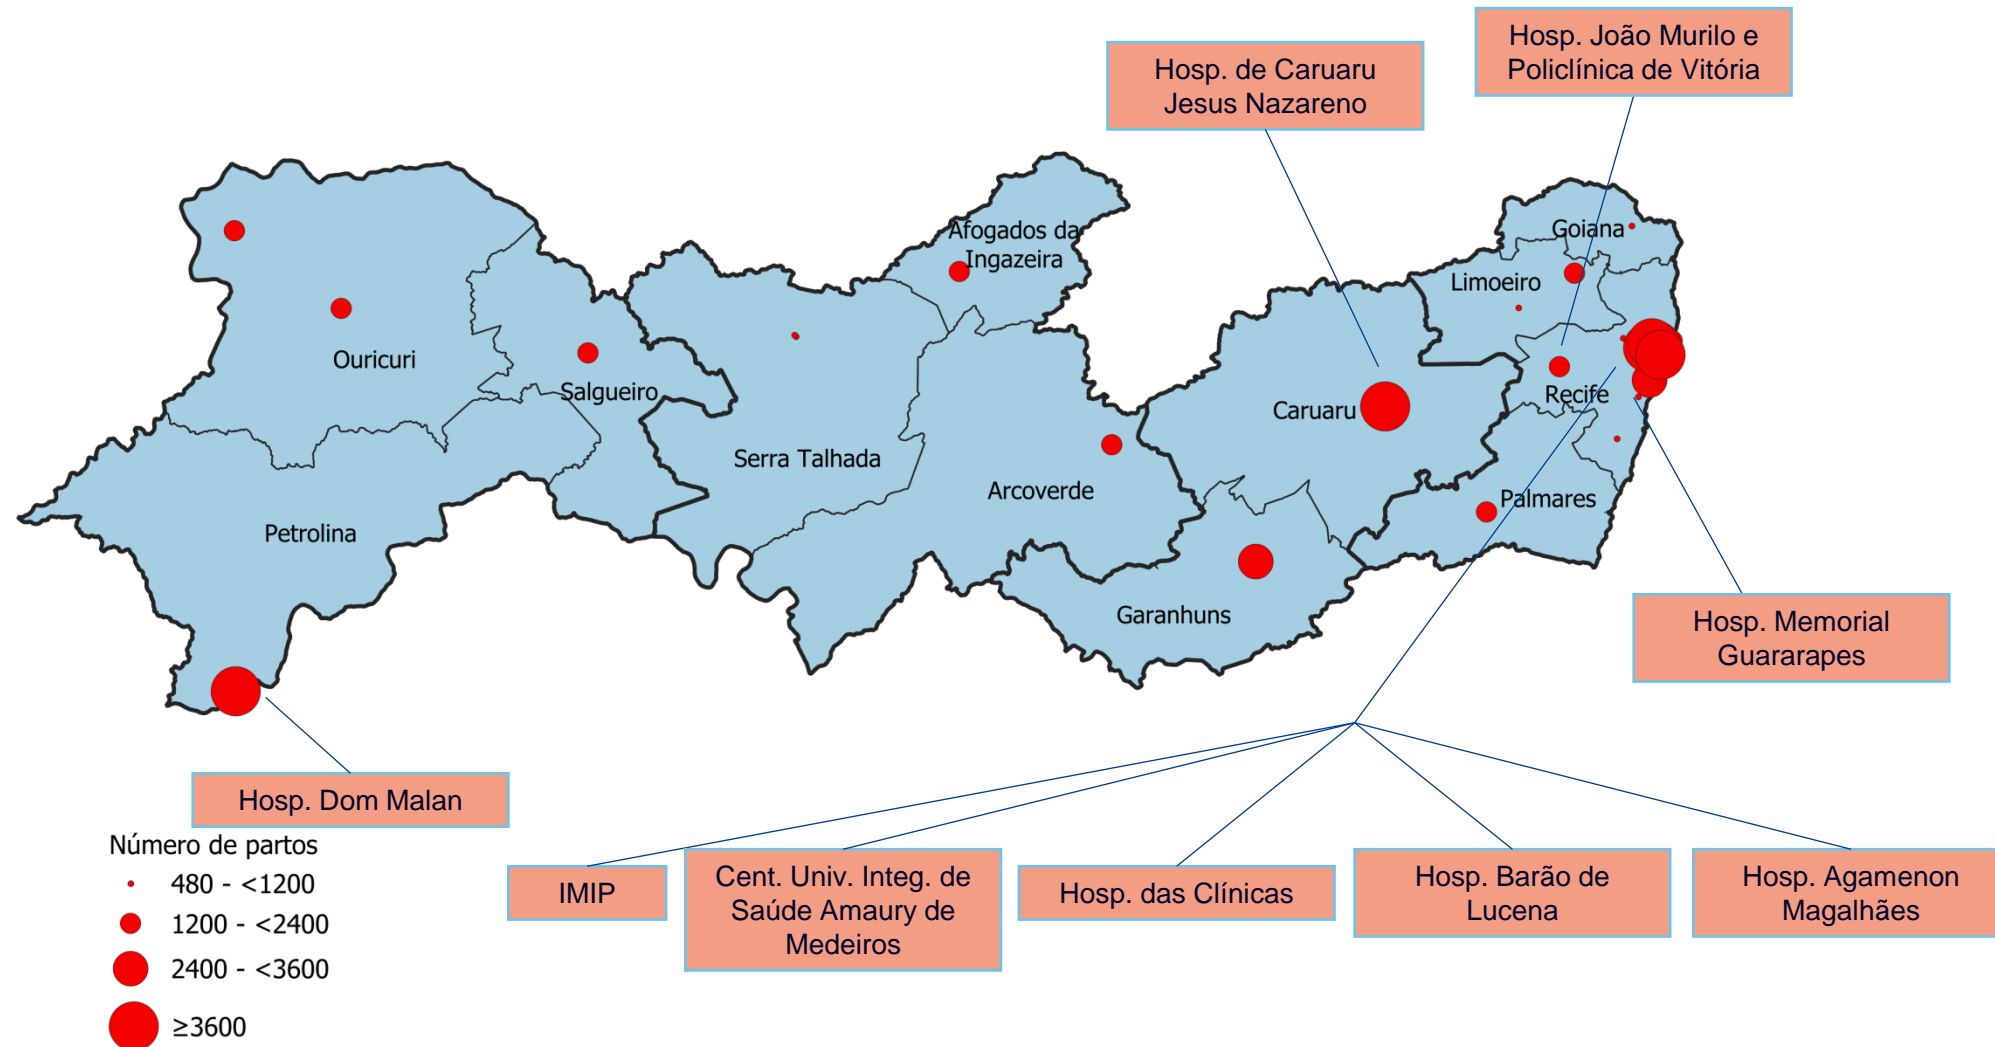 Hosp. João Murilo e
Policlínica de Vitória
Hosp. de Caruaru
Jesus Nazareno
Afogados da
Ingazeira
Goiana
Limoeiro
Ouricuri
Salgueiro
Recife
Caruaru
Serra Talhada
Arcoverde
Palmares
Petrolina
Garanhuns
Hosp. Memorial
Guararapes
Hosp. Dom Malan
Número de partos
480 - <1200
1200 - <2400
2400 - <3600
≥3600
IMIP
Cent. Univ. Integ. de
Saúde Amaury de
Medeiros
Hosp. das Clínicas
Hosp. Barão de
Lucena
Hosp. Agamenon
Magalhães